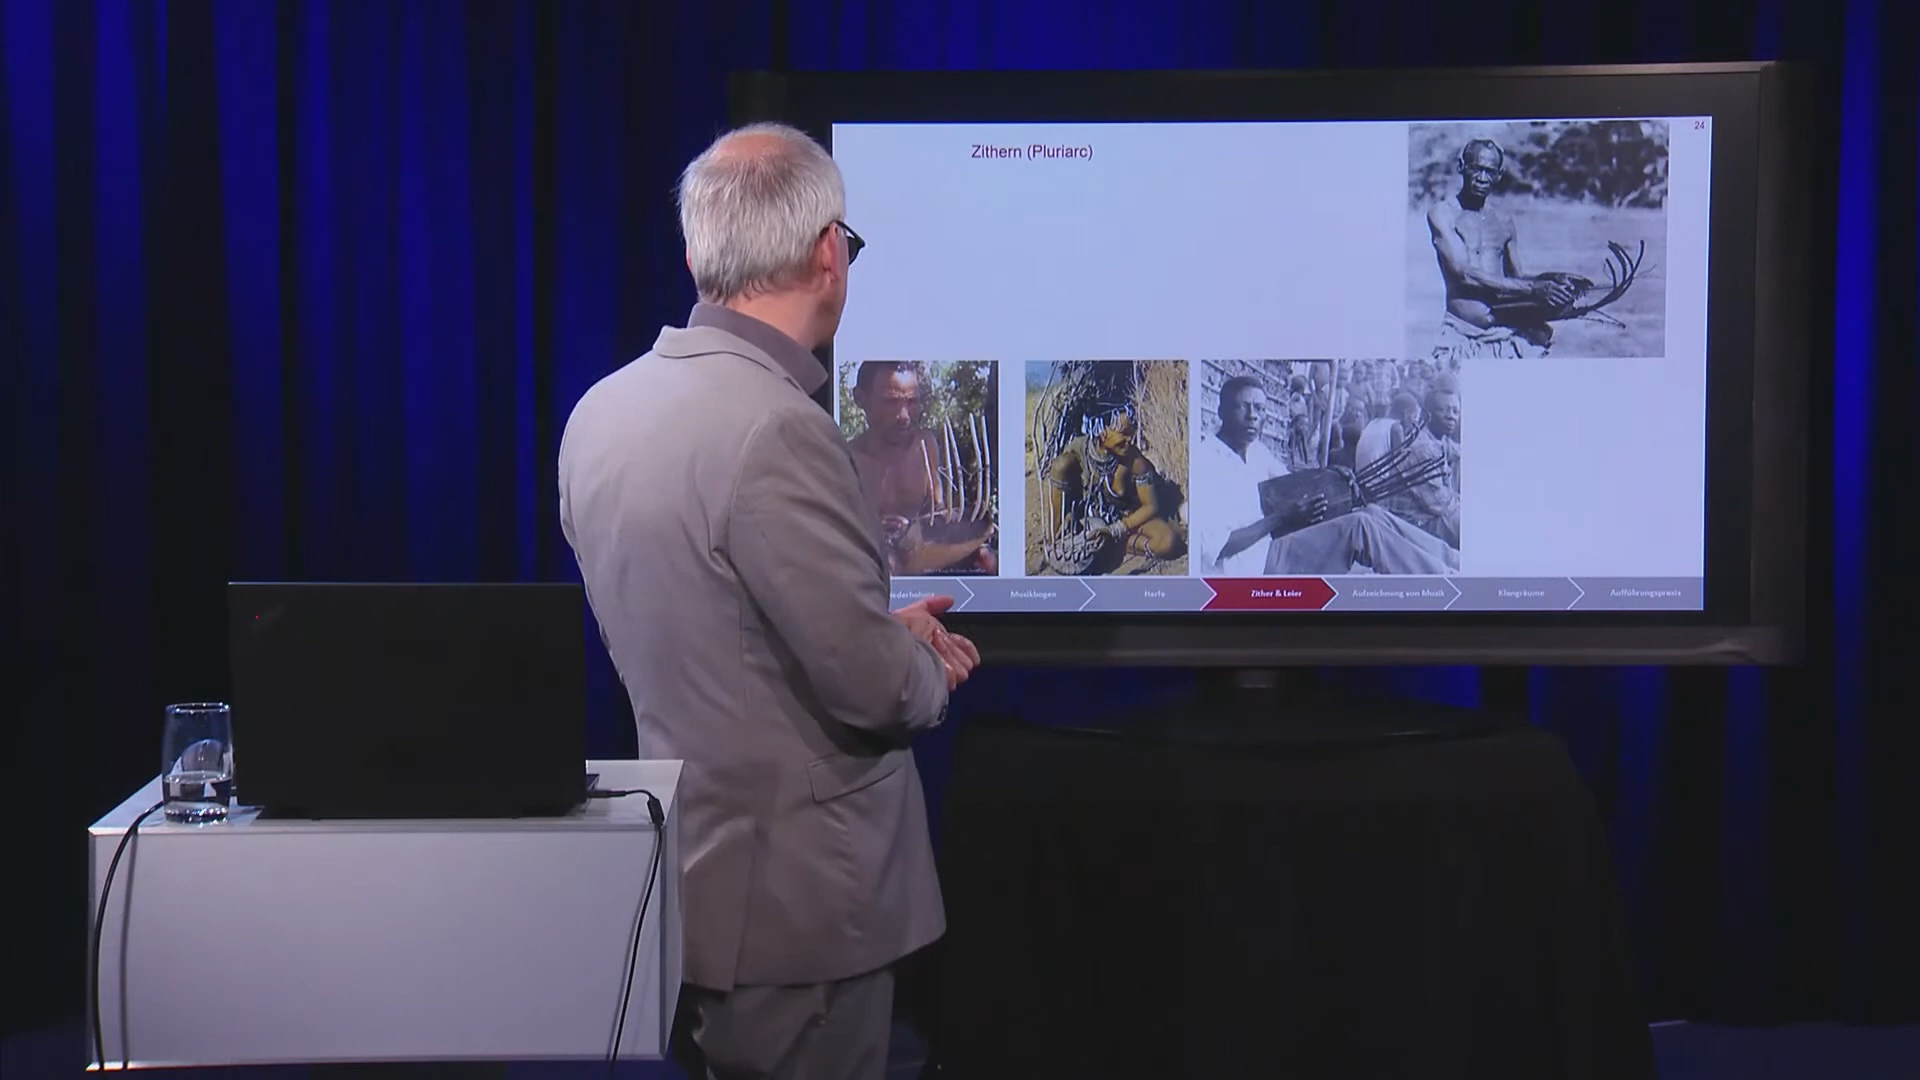 24
Zithern (Pluriarc)
Musikbogen
Harfe
Zither & Leier
Aufzeichnung von Musik
Klangräume
Aufführungspraxis